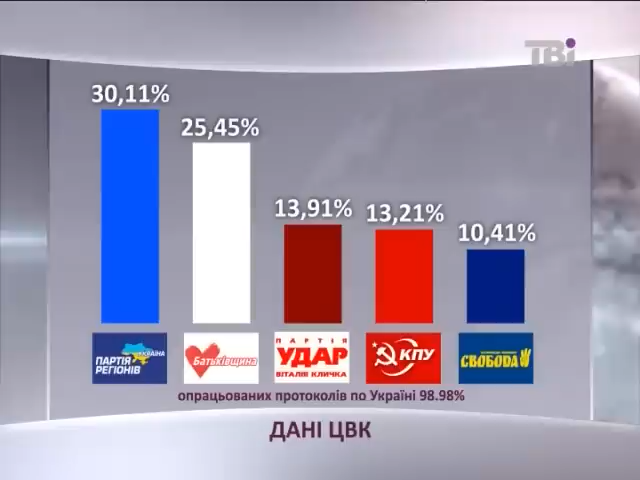 ТВі
30,11%
25,45%
13,91%
13,21%
10,41%
УКРАЇНА
ПАРТІЯ
РЕГІОНІВ
Батьківщина
ПАРТІЯ
УДАР
ВІТАЛІЯ КЛИЧКА
КПУ
СВОБОДА
опрацьованих протоколів по Україні 98.98%
ДАНІ ЦВК